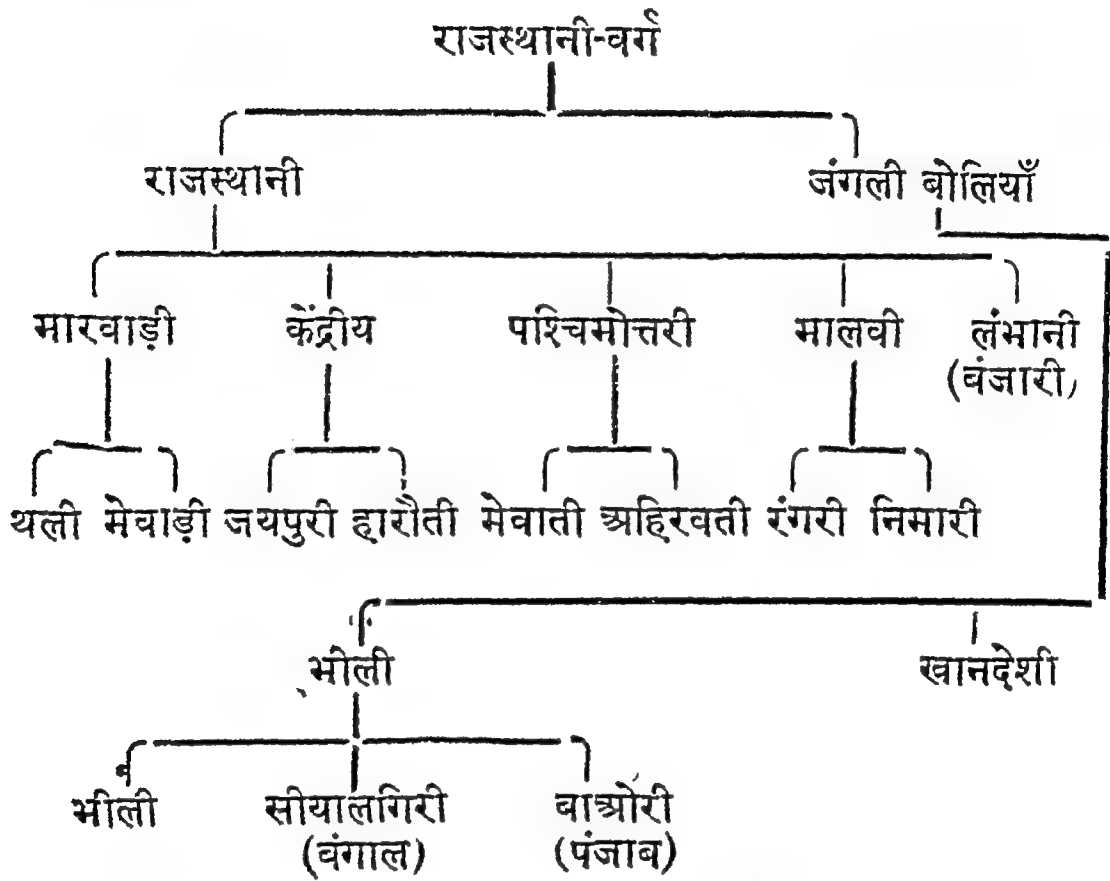 राजस्थानी-वर्ग
राजस्थानी जंगली बोलियाँ
मारवाड़ी केंद्रीय पश्चिमोत्तरी मालवी लंभानी
(बंजारी)
थली मेवाड़ी जयपुरी हारौती मेवाती अहिरवती रंगरी निमारी
भीली खानदेशी
भीली सीयालगिरी बाओरी
(बंगाल) (पंजाब)